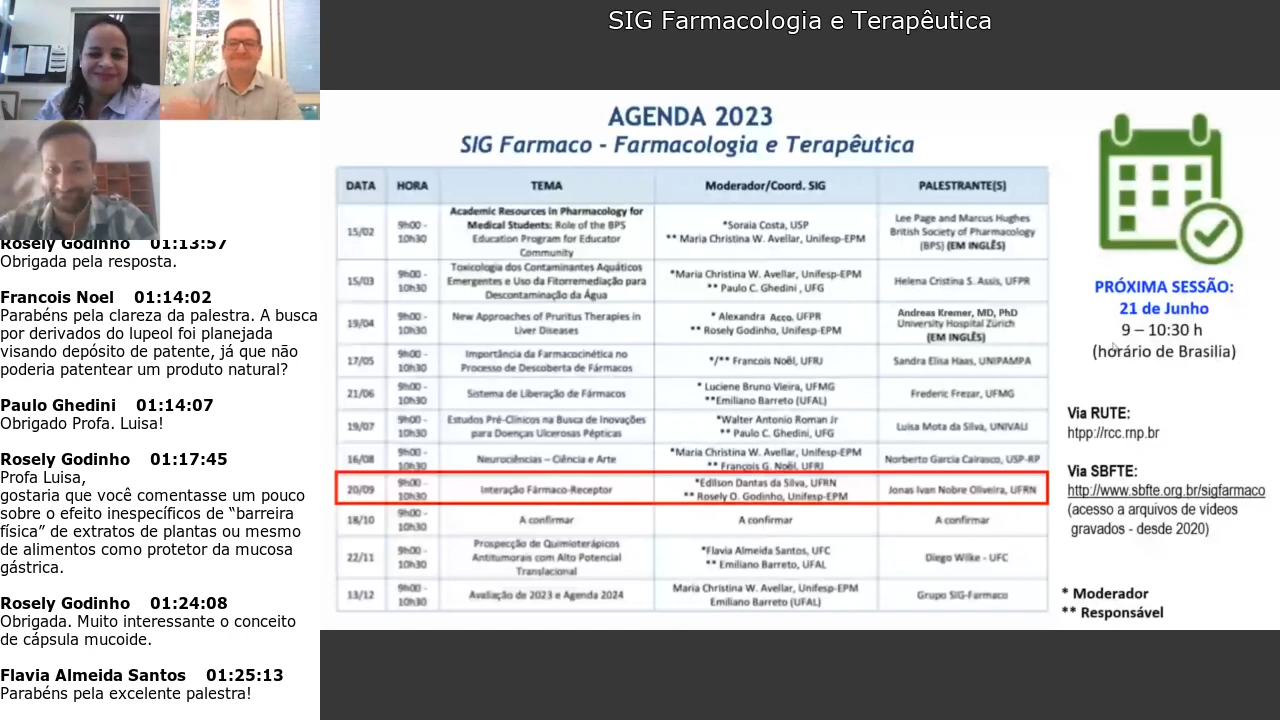 SIG Farmacologia e Terapêutica
Rosely Godinho 01:13:57
Obrigada pela resposta.
Francois Noel 01:14:02
Parabéns pela clareza da palestra. A busca
por derivados do lupeol foi planejada
visando depósito de patente, já que não
poderia patentear um produto natural?
Paulo Ghedini 01:14:07
Obrigado Profa. Luisa!
Rosely Godinho 01:17:45
Profa Luisa,
gostaria que você comentasse um pouco
sobre o efeito inespecíficos de “barreira
física” de extratos de plantas ou mesmo
de alimentos como protetor da mucosa
gástrica.
Rosely Godinho 01:24:08
Obrigada. Muito interessante o conceito
de cápsula mucoide.
Flavia Almeida Santos 01:25:13
Parabéns pela excelente palestra!
AGENDA 2023
SIG Farmaco - Farmacologia e Terapêutica
DATA HORA TEMA Moderador/Coord. SIG PALESTRANTE(S)
15/02
9h00 -
10h30
Academic Resources in Pharmacology for
Medical Students: Role of the BPS
Education Program for Educator
Community
*Soraia Costa, USP
** Maria Christina W. Avellar, Unifesp-EPM
Lee Page and Marcus Hughes
British Society of Pharmacology
(BPS) (EM INGLÊS)
15/03
9h00 -
10h30
Toxicologia dos Contaminantes Aquáticos
Emergentes e Uso da Fitorremediação para
Descontaminação da Água
*Maria Christina W. Avellar, Unifesp-EPM
** Paulo C. Ghedini , UFG
Helena Cristina S. Assis, UFPR
19/04
9h00 -
10h30
New Approaches of Pruritus Therapies in
Liver Diseases
* Alexandra Acco. UFPR
** Rosely Godinho, Unifesp-EPM
Andreas Kremer, MD, PhD
University Hospital Zürich
(EM INGLÊS)
17/05
9h00 -
10h30
Importância da Farmacocinética no
Processo de Descoberta de Fármacos
*/** Francois Noël, UFRJ
Sandra Elisa Haas, UNIPAMPA
21/06
9h00 -
10h30
Sistema de Liberação de Fármacos
* Luciene Bruno Vieira, UFMG
**Emiliano Barreto (UFAL)
Frederic Frezar, UFMG
19/07
9h00 -
10h30
Estudos Pré-Clínicos na Busca de Inovações
para Doenças Ulcerosas Pépticas
*Walter Antonio Roman Jr
** Paulo C. Ghedini, UFG
Luisa Mota da Silva, UNIVALI
16/08
9h00 -
10h30
Neurociências – Ciência e Arte
*Maria Christina W. Avellar, Unifesp-EPM
** François G. Noël, UFRJ
Norberto Garcia Cairasco, USP-RP
20/09
9h00 -
10h30
Interação Fármaco-Receptor
*Edilson Dantas da Silva, UFRN
** Rosely O. Godinho, Unifesp-EPM
Jonas Ivan Nobre Oliveira, UFRN
18/10
9h00 -
10h30
A confirmar
A confirmar
A confirmar
22/11
9h00 -
10h30
Prospecção de Quimioterápicos
Antitumorais com Alto Potencial
Translacional
*Flavia Almeida Santos, UFC
** Emiliano Barreto, UFAL
Diego Wilke - UFC
13/12
9h00 -
10h30
Avaliação de 2023 e Agenda 2024
Maria Christina W. Avellar, Unifesp-EPM
Emiliano Barreto (UFAL)
Grupo SIG-Farmaco
PRÓXIMA SESSÃO:
21 de Junho
9 – 10:30 h
(horário de Brasilia)
Via RUTE:
htpp://rcc.rnp.br
Via SBFTE:
http://www.sbfte.org.br/sigfarmaco
(acesso a arquivos de vídeos
gravados - desde 2020)
* Moderador
** Responsável